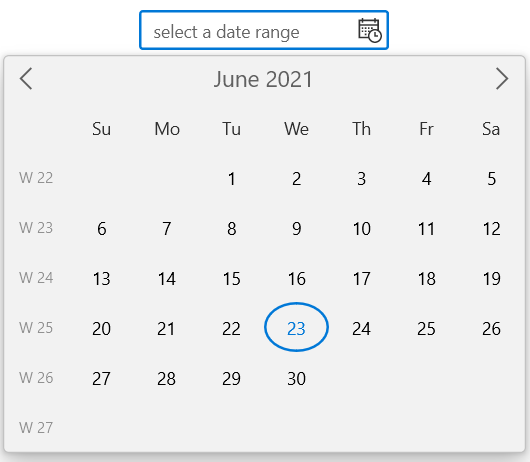 select a date range
June 2021
Su Mo Tu We Th Fr Sa
W 22 1 2 3 4 5
W 23 6 7 8 9 10 11 12
W 24 13 14 15 16 17 18 19
W 25 20 21 22 23 24 25 26
W 26 27 28 29 30
W 27